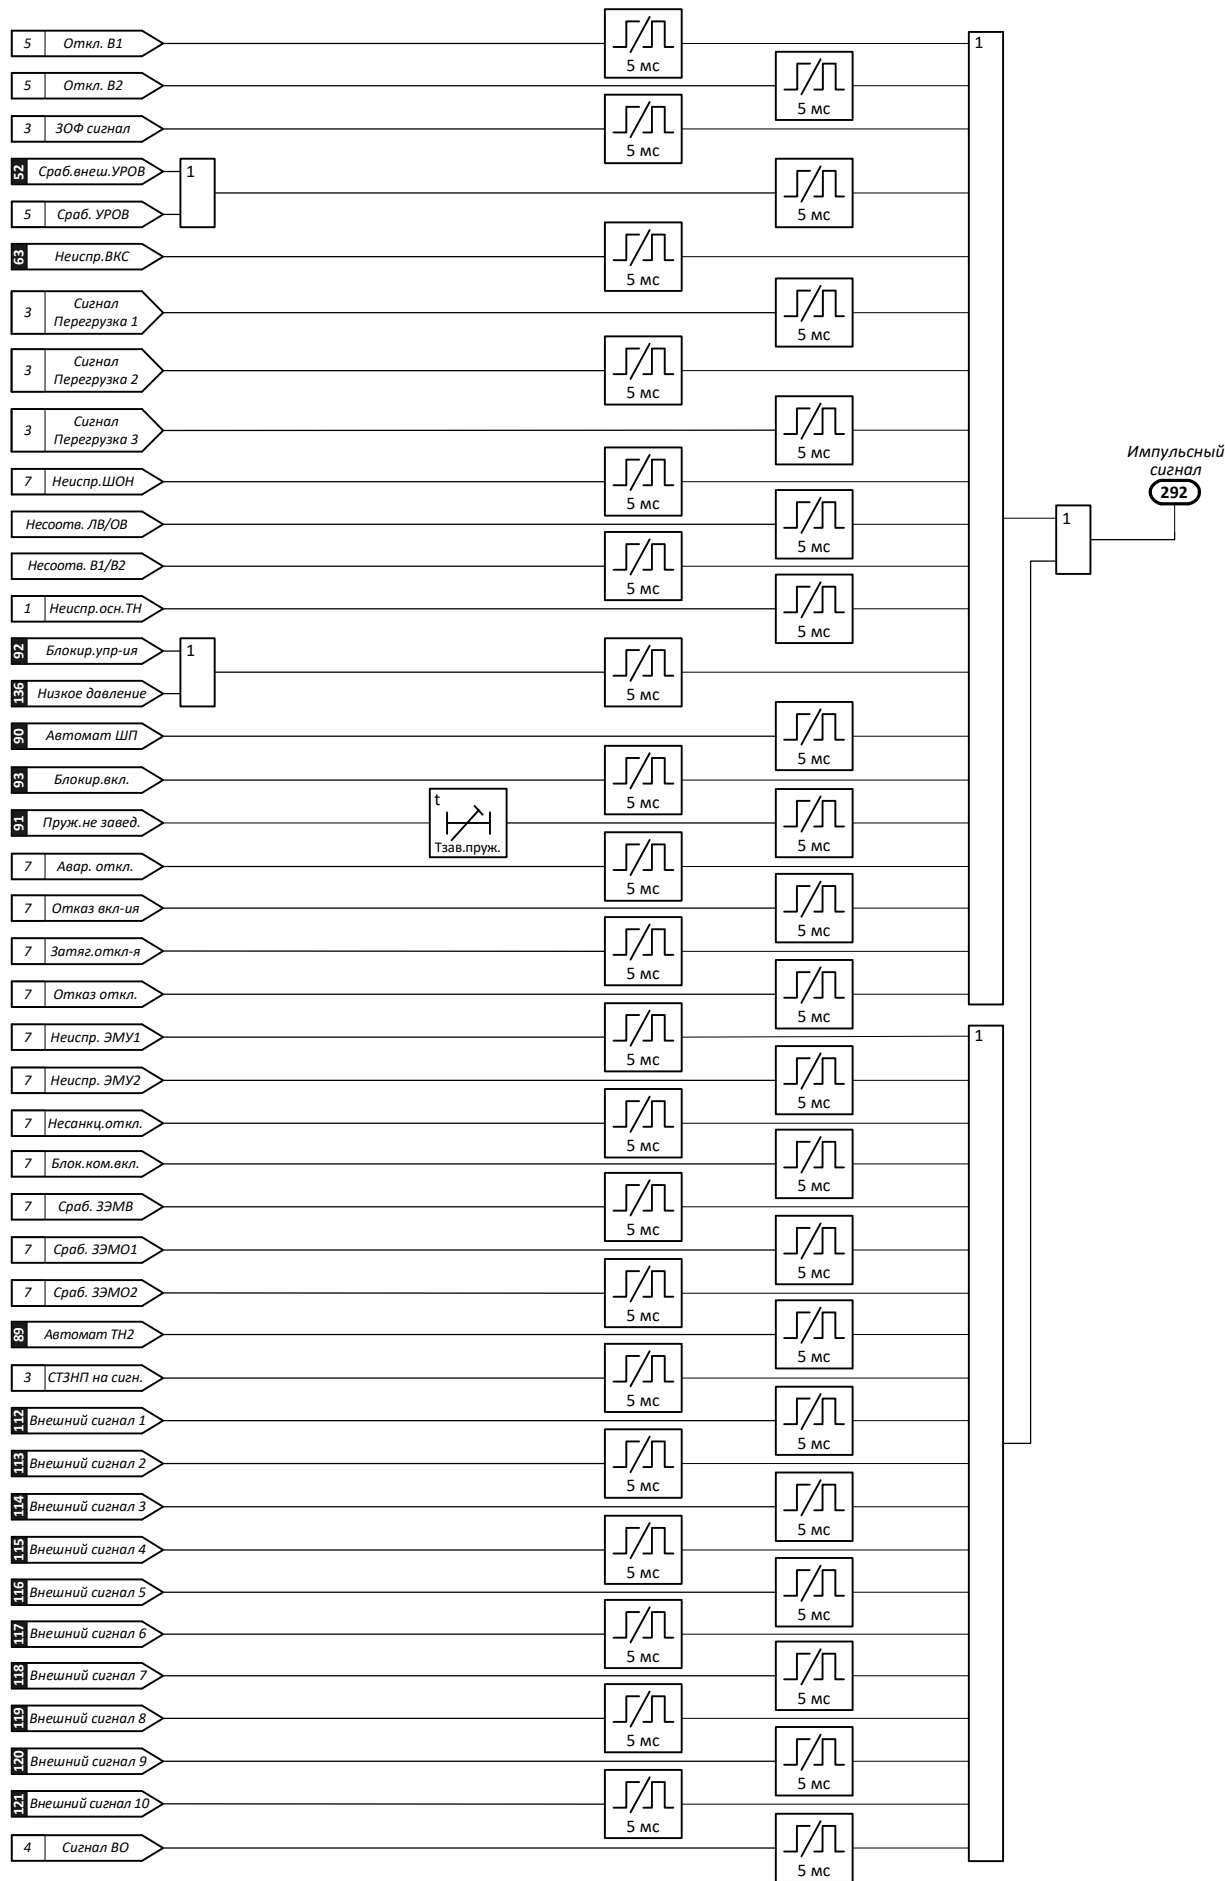 5 Откл. В1
5 мс
1
5 Откл. В2
5 мс
3 ЗОФ сигнал
5 мс
52 Сраб.внеш.УРОВ
1
5 Сраб. УРОВ
5 мс
63 Неиспр.ВКС
5 мс
3 Сигнал
Перегрузка 1
5 мс
3 Сигнал
Перегрузка 2
5 мс
3 Сигнал
Перегрузка 3
5 мс
Импульсный
сигнал
292
7 Неиспр.ШОН
5 мс
Несоотв. ЛВ/ОВ
5 мс
1
Несоотв. В1/В2
5 мс
1 Неиспр.осн.ТН
5 мс
92 Блокир.упр-ия
1
136 Низкое давление
5 мс
90 Автомат ШП
5 мс
93 Блокир.вкл.
5 мс
91 Пруж.не завед.
t
Тзав.пруж.
5 мс
7 Авар. откл.
5 мс
7 Отказ вкл-ия
5 мс
7 Затяг.откл-я
5 мс
7 Отказ откл.
5 мс
7 Неиспр. ЭМУ1
5 мс
1
7 Неиспр. ЭМУ2
5 мс
7 Несанкц.откл.
5 мс
7 Блок.ком.вкл.
5 мс
7 Сраб. ЗЭМВ
5 мс
7 Сраб. ЗЭМО1
5 мс
7 Сраб. ЗЭМО2
5 мс
89 Автомат ТН2
5 мс
3 СТЗНП на сигн.
5 мс
112 Внешний сигнал 1
5 мс
113 Внешний сигнал 2
5 мс
114 Внешний сигнал 3
5 мс
115 Внешний сигнал 4
5 мс
116 Внешний сигнал 5
5 мс
117 Внешний сигнал 6
5 мс
118 Внешний сигнал 7
5 мс
119 Внешний сигнал 8
5 мс
120 Внешний сигнал 9
5 мс
121 Внешний сигнал 10
5 мс
4 Сигнал ВО
5 мс